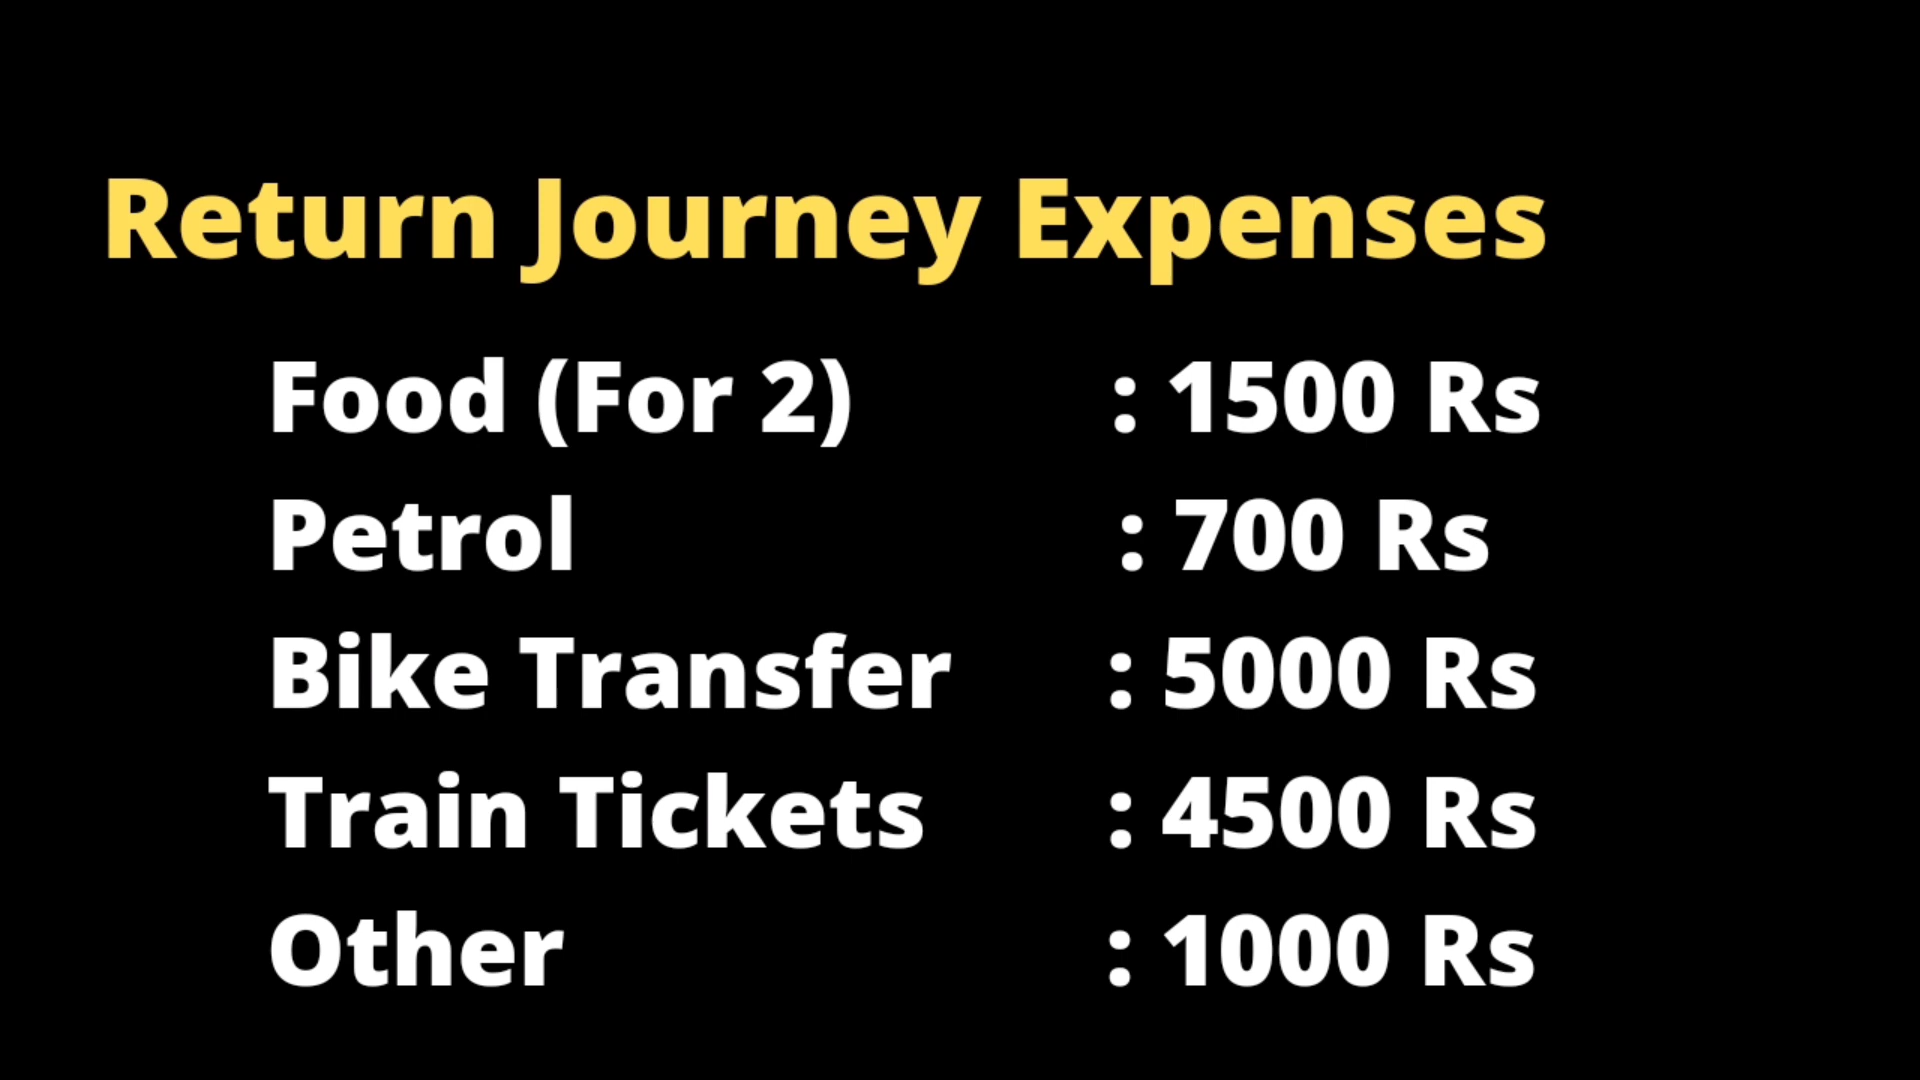 Return Journey Expenses
Food (For 2) : 1500 Rs
Petrol : 700 Rs
Bike Transfer : 5000 Rs
Train Tickets : 4500 Rs
Other : 1000 Rs